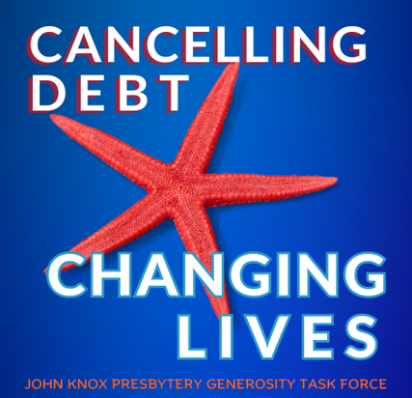 CANCELLING
DEBT
CHANGING
LIVES
JOHN KNOX PRESBYTERY GENEROSITY TASK FORCE